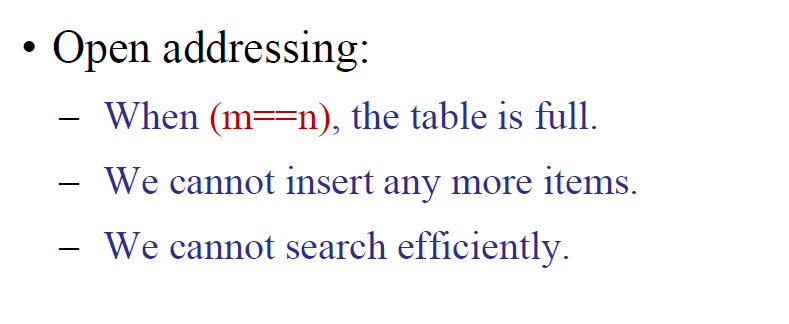 • Open addressing:
– When (m==n), the table is full.
– We cannot insert any more items.
– We cannot search efficiently.